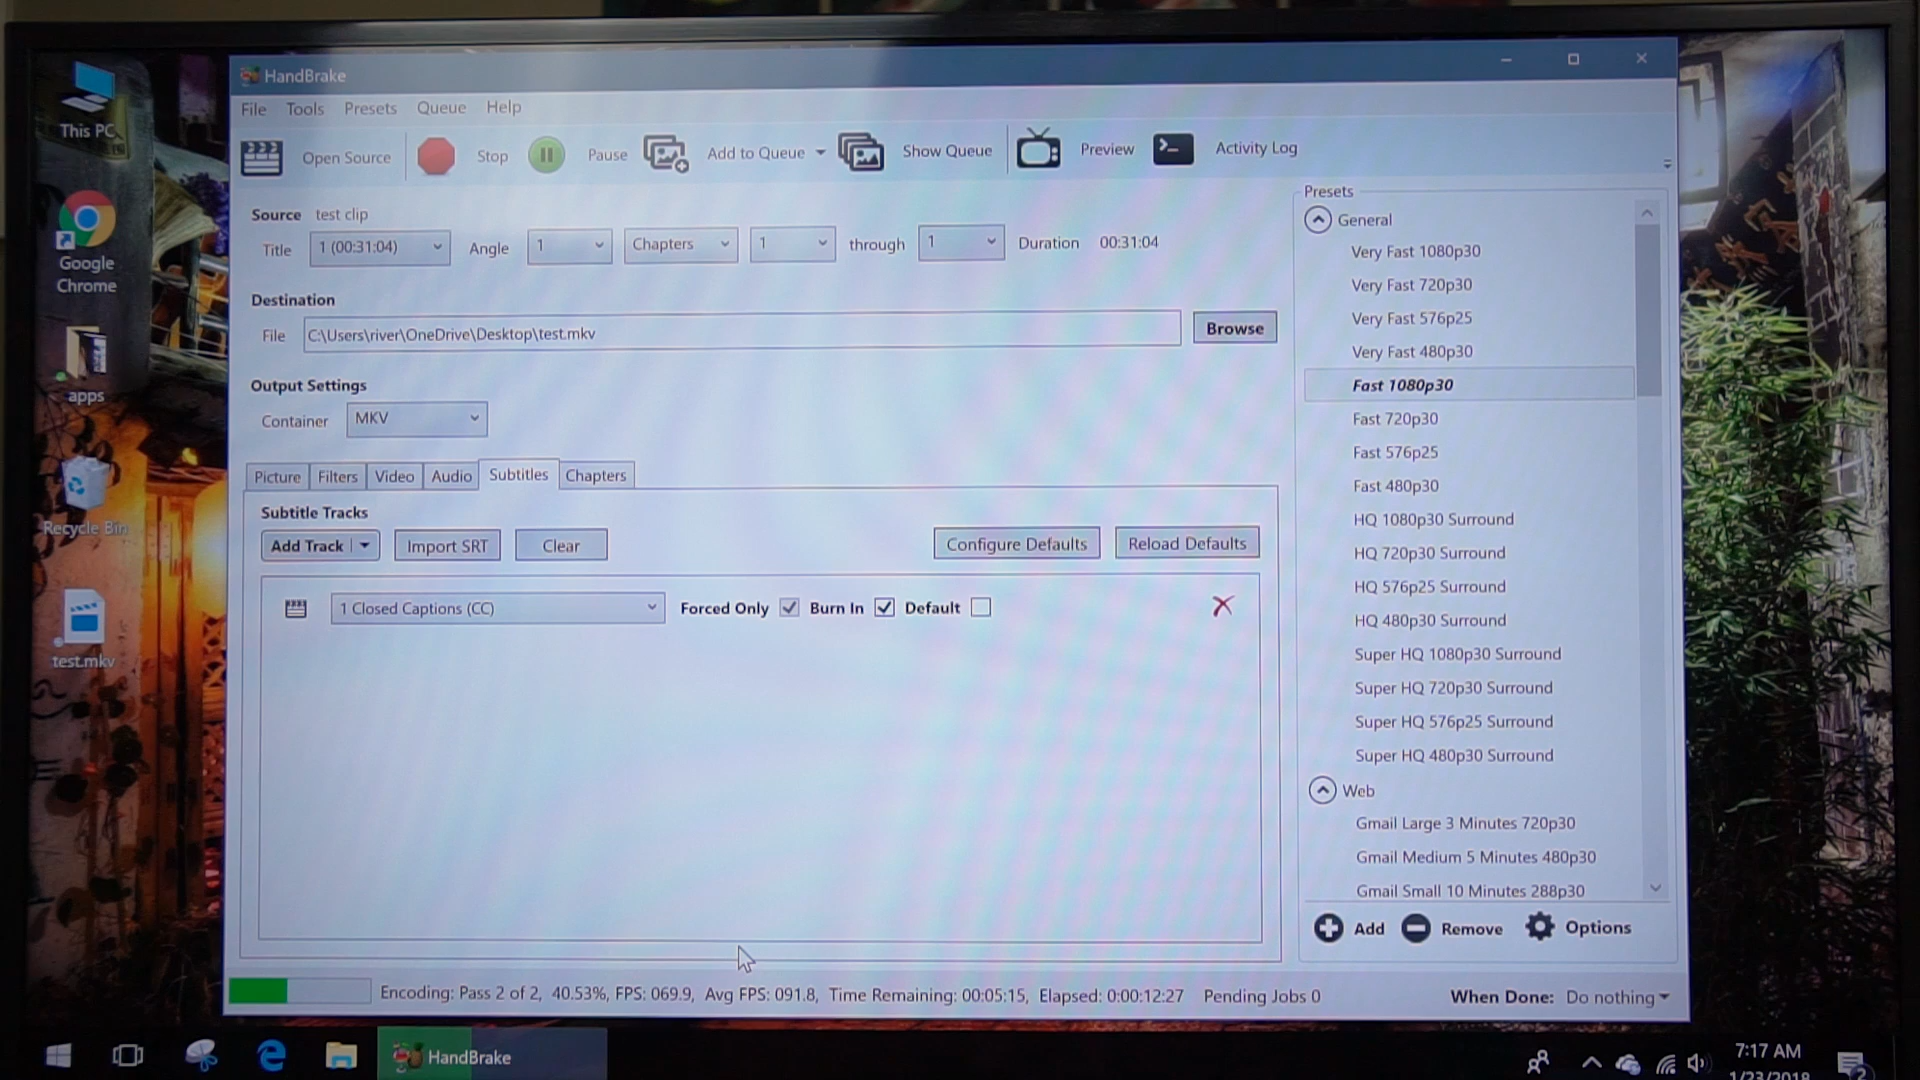 HandBrake
File Tools Presets Queue Help
Open Source Stop Pause Add to Queue Show Queue Preview Activity Log
Source test clip
Title 1 (00:31:04) Angle 1 Chapters 1 through 1 Duration 00:31:04
Destination
File C:\Users\river\OneDrive\Desktop\test.mkv Browse
Output Settings
Container MKV
Picture Filters Video Audio Subtitles Chapters
Subtitle Tracks
Add Track Import SRT Clear Configure Defaults Reload Defaults
1 Closed Captions (CC) Forced Only Burn In Default
Presets
General
Very Fast 1080p30
Very Fast 720p30
Very Fast 576p25
Very Fast 480p30
Fast 1080p30
Fast 720p30
Fast 576p25
Fast 480p30
HQ 1080p30 Surround
HQ 720p30 Surround
HQ 576p25 Surround
HQ 480p30 Surround
Super HQ 1080p30 Surround
Super HQ 720p30 Surround
Super HQ 576p25 Surround
Super HQ 480p30 Surround
Web
Gmail Large 3 Minutes 720p30
Gmail Medium 5 Minutes 480p30
Gmail Small 10 Minutes 288p30
Add Remove Options
Encoding: Pass 2 of 2, 40.53%, FPS: 069.9, Avg FPS: 091.8, Time Remaining: 00:05:15, Elapsed: 0:00:12:27 Pending Jobs 0 When Done: Do nothing
This PC
Google
Chrome
apps
Recycle Bin
test.mkv
HandBrake
7:17 AM
1/23/2018
2